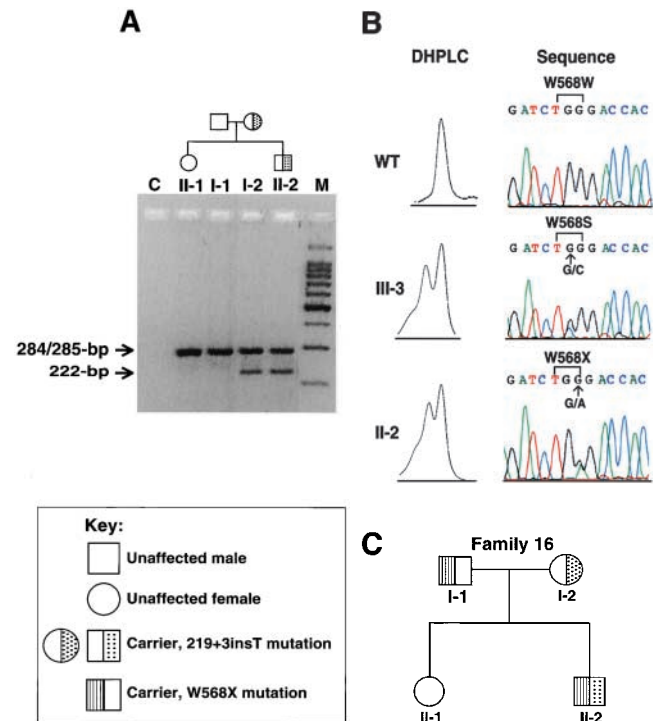 A
C II-1 I-1 I-2 II-2 M
284/285-bp
222-bp
B
DHPLC Sequence
W568W
G A T C T G G G A C C A C
WT
W568S
G A T C T G G G A C C A C
G/C
III-3
W568X
G A T C T G G G A C C A C
G/A
II-2
Key:
Unaffected male
Unaffected female
Carrier, 219+3insT mutation
Carrier, W568X mutation
C
Family 16
I-1 I-2
II-1 II-2